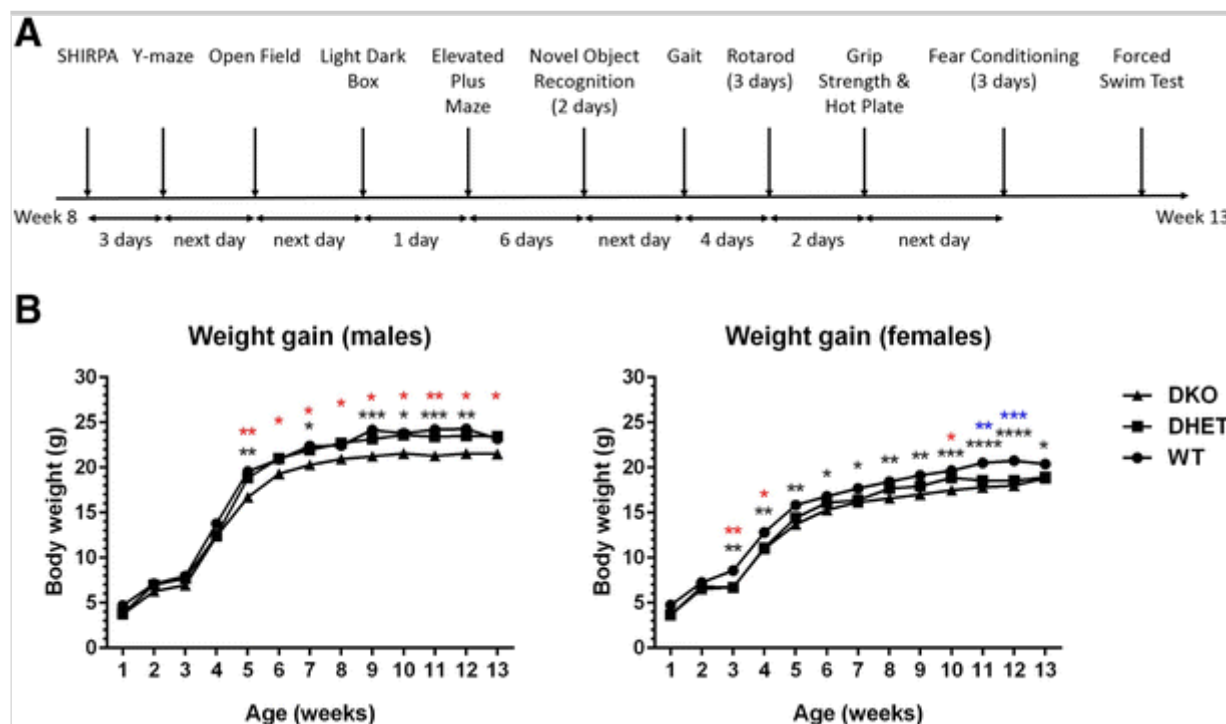 A
SHIRPA Y-maze Open Field Light Dark Elevated Novel Object Gait Rotarod Grip Fear Conditioning Forced
Box Plus Recognition (3 days) Strength & (3 days) Swim Test
Maze (2 days) Hot Plate
Week 8 Week 13
3 days next day next day 1 day 6 days next day 4 days 2 days next day
B
Weight gain (males)
Body weight (g)
30
25
20
15
10
5
0
** * * * * * ** * *
** * *** * *** **
1 2 3 4 5 6 7 8 9 10 11 12 13
Age (weeks)
Weight gain (females)
Body weight (g)
30
25
20
15
10
5
0
** * * ** ***
** ** ** * * ** ** *** **** **** *
1 2 3 4 5 6 7 8 9 10 11 12 13
Age (weeks)
DKO
DHET
WT